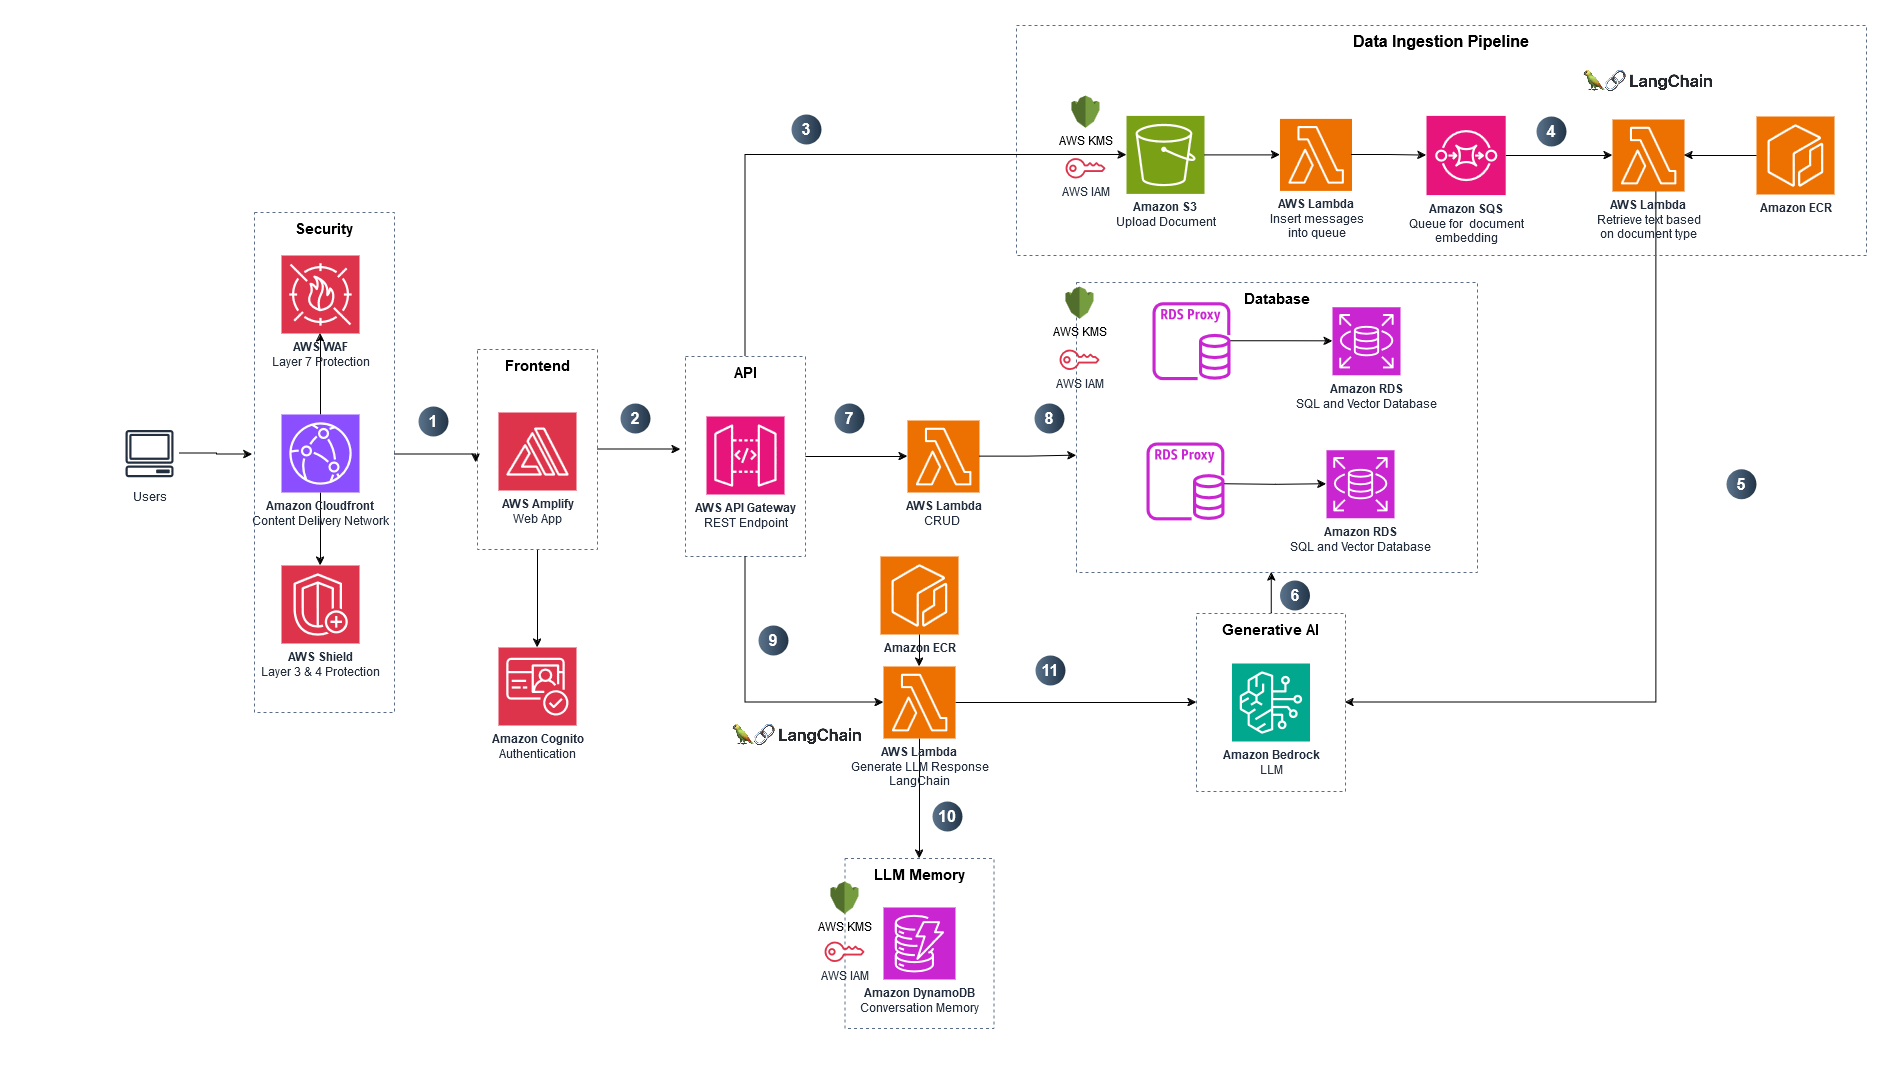 Data Ingestion Pipeline
LangChain
3
4
AWS KMS
AWS IAM
Amazon S3
Upload Document
AWS Lambda
Insert messages
into queue
Amazon SQS
Queue for document
embedding
AWS Lambda
Retrieve text based
on document type
Amazon ECR
Security
AWS WAF
Layer 7 Protection
Amazon Cloudfront
Content Delivery Network
AWS Shield
Layer 3 & 4 Protection
Users
1
Frontend
AWS Amplify
Web App
Amazon Cognito
Authentication
2
API
AWS API Gateway
REST Endpoint
7
AWS Lambda
CRUD
8
AWS KMS
AWS IAM
Database
RDS Proxy
Amazon RDS
SQL and Vector Database
RDS Proxy
Amazon RDS
SQL and Vector Database
5
6
Generative AI
Amazon Bedrock
LLM
9
Amazon ECR
11
LangChain
AWS Lambda
Generate LLM Response
LangChain
10
LLM Memory
AWS KMS
AWS IAM
Amazon DynamoDB
Conversation Memory